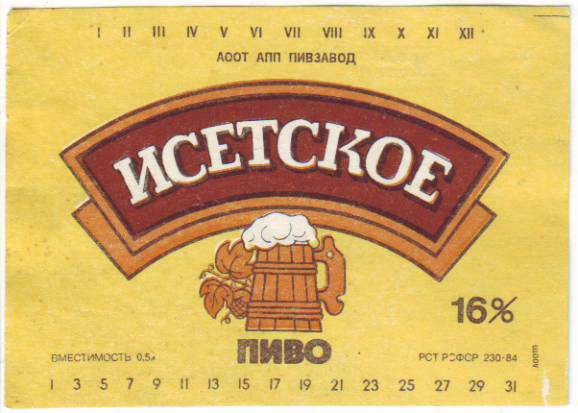 I II III IV V VI VII VIII IX X XI XII
АООТ АПП ПИВЗАВОД
ИСЕТСКОЕ
16%
ПИВО
ВМЕСТИМОСТЬ 0,5л
РСТ РСФСР 230-84
1 3 5 7 9 11 13 15 17 19 21 23 25 27 29 31